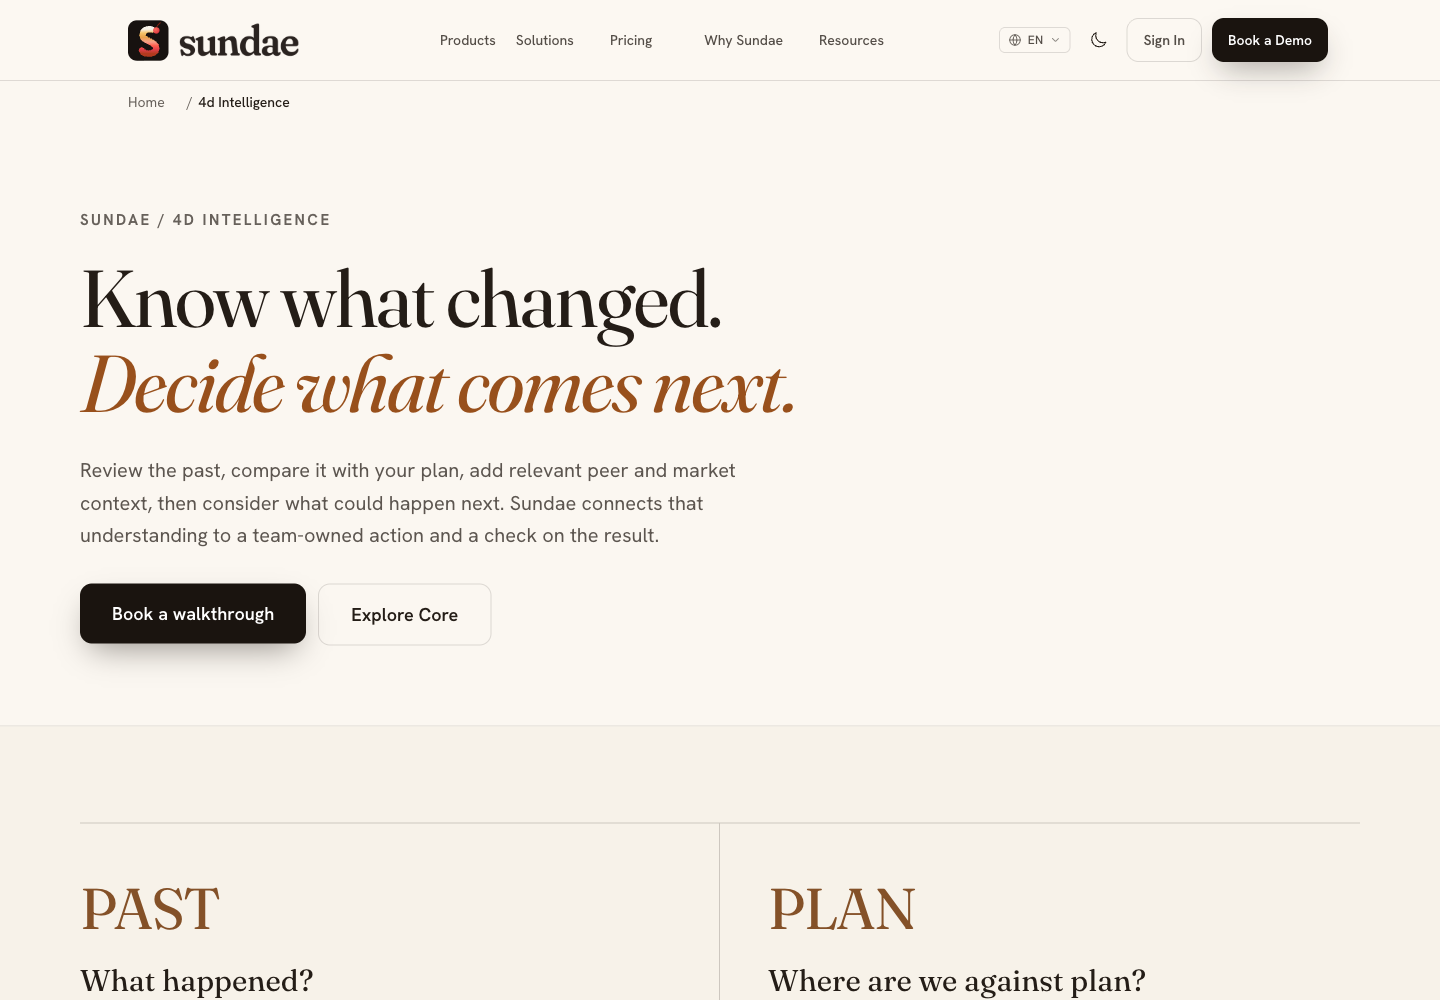 sundae
Products
Solutions
Pricing
Why Sundae
Resources
EN
Sign In
Book a Demo
Home / 4d Intelligence
SUNDAE / 4D INTELLIGENCE
Know what changed.
Decide what comes next.
Review the past, compare it with your plan, add relevant peer and market
context, then consider what could happen next. Sundae connects that
understanding to a team-owned action and a check on the result.
Book a walkthrough
Explore Core
PAST
What happened?
PLAN
Where are we against plan?